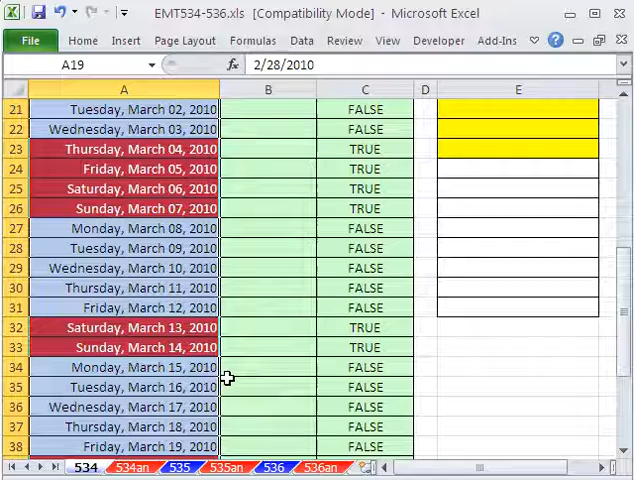 EMT534-536.xls [Compatibility Mode] - Microsoft Excel
File Home Insert Page Layout Formulas Data Review View Developer Add-Ins
A19 fx 2/28/2010
A B C D E
21 Tuesday, March 02, 2010 FALSE
22 Wednesday, March 03, 2010 FALSE
23 Thursday, March 04, 2010 TRUE
24 Friday, March 05, 2010 TRUE
25 Saturday, March 06, 2010 TRUE
26 Sunday, March 07, 2010 TRUE
27 Monday, March 08, 2010 FALSE
28 Tuesday, March 09, 2010 FALSE
29 Wednesday, March 10, 2010 FALSE
30 Thursday, March 11, 2010 FALSE
31 Friday, March 12, 2010 FALSE
32 Saturday, March 13, 2010 TRUE
33 Sunday, March 14, 2010 TRUE
34 Monday, March 15, 2010 FALSE
35 Tuesday, March 16, 2010 FALSE
36 Wednesday, March 17, 2010 FALSE
37 Thursday, March 18, 2010 FALSE
38 Friday, March 19, 2010 FALSE
534 534an 535 535an 536 536an